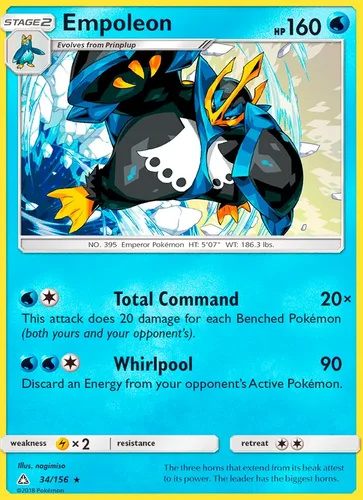 STAGE2
Empoleon
HP160
Evolves from Prinplup
NO. 395 Emperor Pokémon HT: 5'07" WT: 186.3 lbs.
Total Command 20×
This attack does 20 damage for each Benched Pokémon
(both yours and your opponent's).
Whirlpool 90
Discard an Energy from your opponent's Active Pokémon.
weakness ×2 resistance retreat
Illus. nagimiso
34/156 ★
©2018 Pokémon
The three horns that extend from its beak attest
to its power. The leader has the biggest horns.